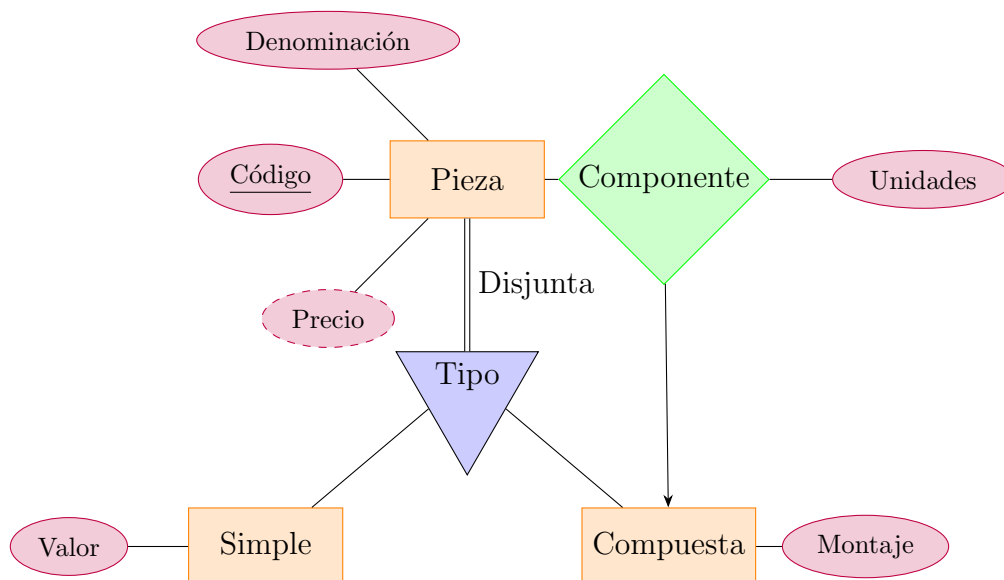 Denominación
Código
Pieza
Componente
Unidades
Disjunta
Precio
Tipo
Valor
Simple
Compuesta
Montaje